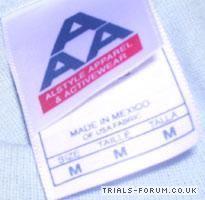 AAA
ALSTYLE APPAREL
& ACTIVEWEAR
MADE IN MEXICO
OF USA FABRIC
SIZE TAILLE TALLA
M M M
TRIALS-FORUM.CO.UK